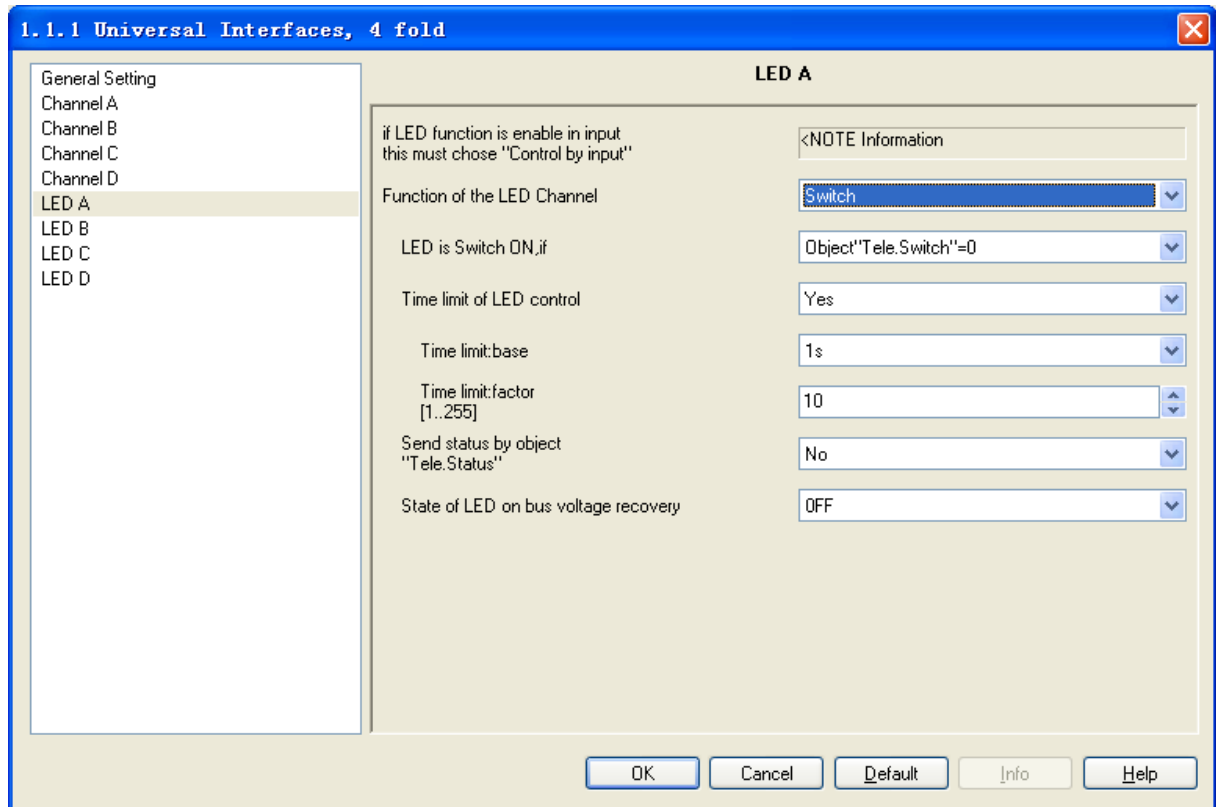 1.1.1 Universal Interfaces, 4 fold
General Setting
Channel A
Channel B
Channel C
Channel D
LED A
LED B
LED C
LED D
LED A
if LED function is enable in input
this must chose "Control by input"
<NOTE Information
Function of the LED Channel
Switch
LED is Switch ON,if
Object"Tele.Switch"=0
Time limit of LED control
Yes
Time limit:base
1s
Time limit:factor
[1..255]
10
Send status by object
"Tele.Status"
No
State of LED on bus voltage recovery
OFF
OK
Cancel
Default
Info
Help